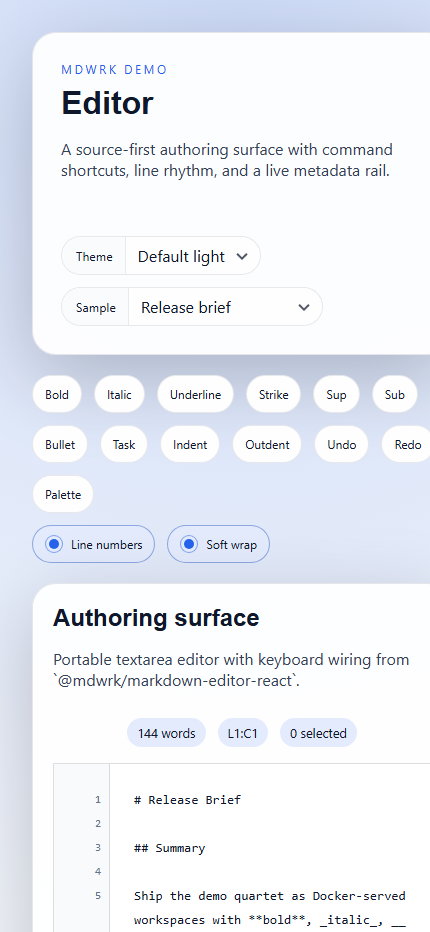 MDWRK DEMO
Editor
A source-first authoring surface with command
shortcuts, line rhythm, and a live metadata rail.
Theme Default light
Sample Release brief
Bold Italic Underline Strike Sup Sub
Bullet Task Indent Outdent Undo Redo
Palette
Line numbers Soft wrap
Authoring surface
Portable textarea editor with keyboard wiring from
`@mdwrk/markdown-editor-react`.
144 words L1:C1 0 selected
1 # Release Brief
2
3 ## Summary
4
5 Ship the demo quartet as Docker-served
workspaces with **bold**, _italic_, __